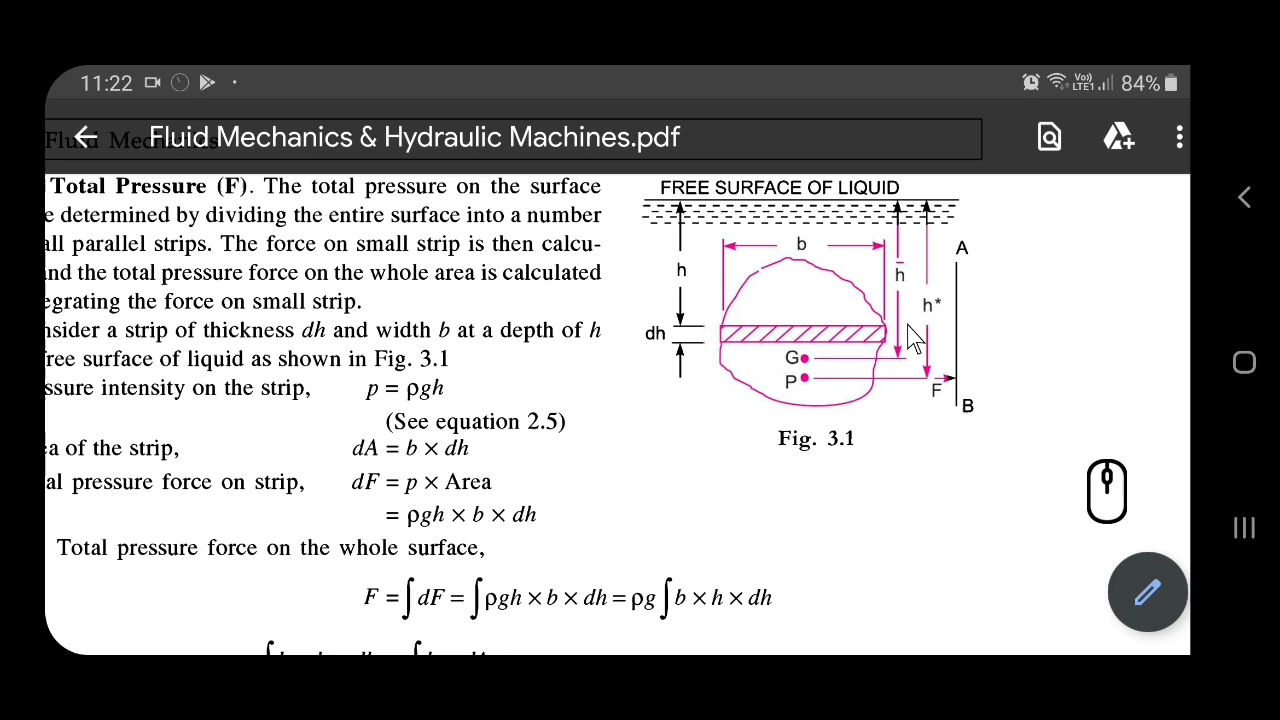 11:22
Vo)) LTE1 84%
Fluid Mechanics & Hydraulic Machines.pdf
Total Pressure (F). The total pressure on the surface
e determined by dividing the entire surface into a number
all parallel strips. The force on small strip is then calcu-
nd the total pressure force on the whole area is calculated
egrating the force on small strip.
nsider a strip of thickness dh and width b at a depth of h
free surface of liquid as shown in Fig. 3.1
ssure intensity on the strip, p = ρgh
(See equation 2.5)
a of the strip, dA = b × dh
al pressure force on strip, dF = p × Area
= ρgh × b × dh
Total pressure force on the whole surface,
F = ∫ dF = ∫ ρgh × b × dh = ρg ∫ b × h × dh
FREE SURFACE OF LIQUID
b
A
h
h̄
h*
dh
G
P
F
B
Fig. 3.1